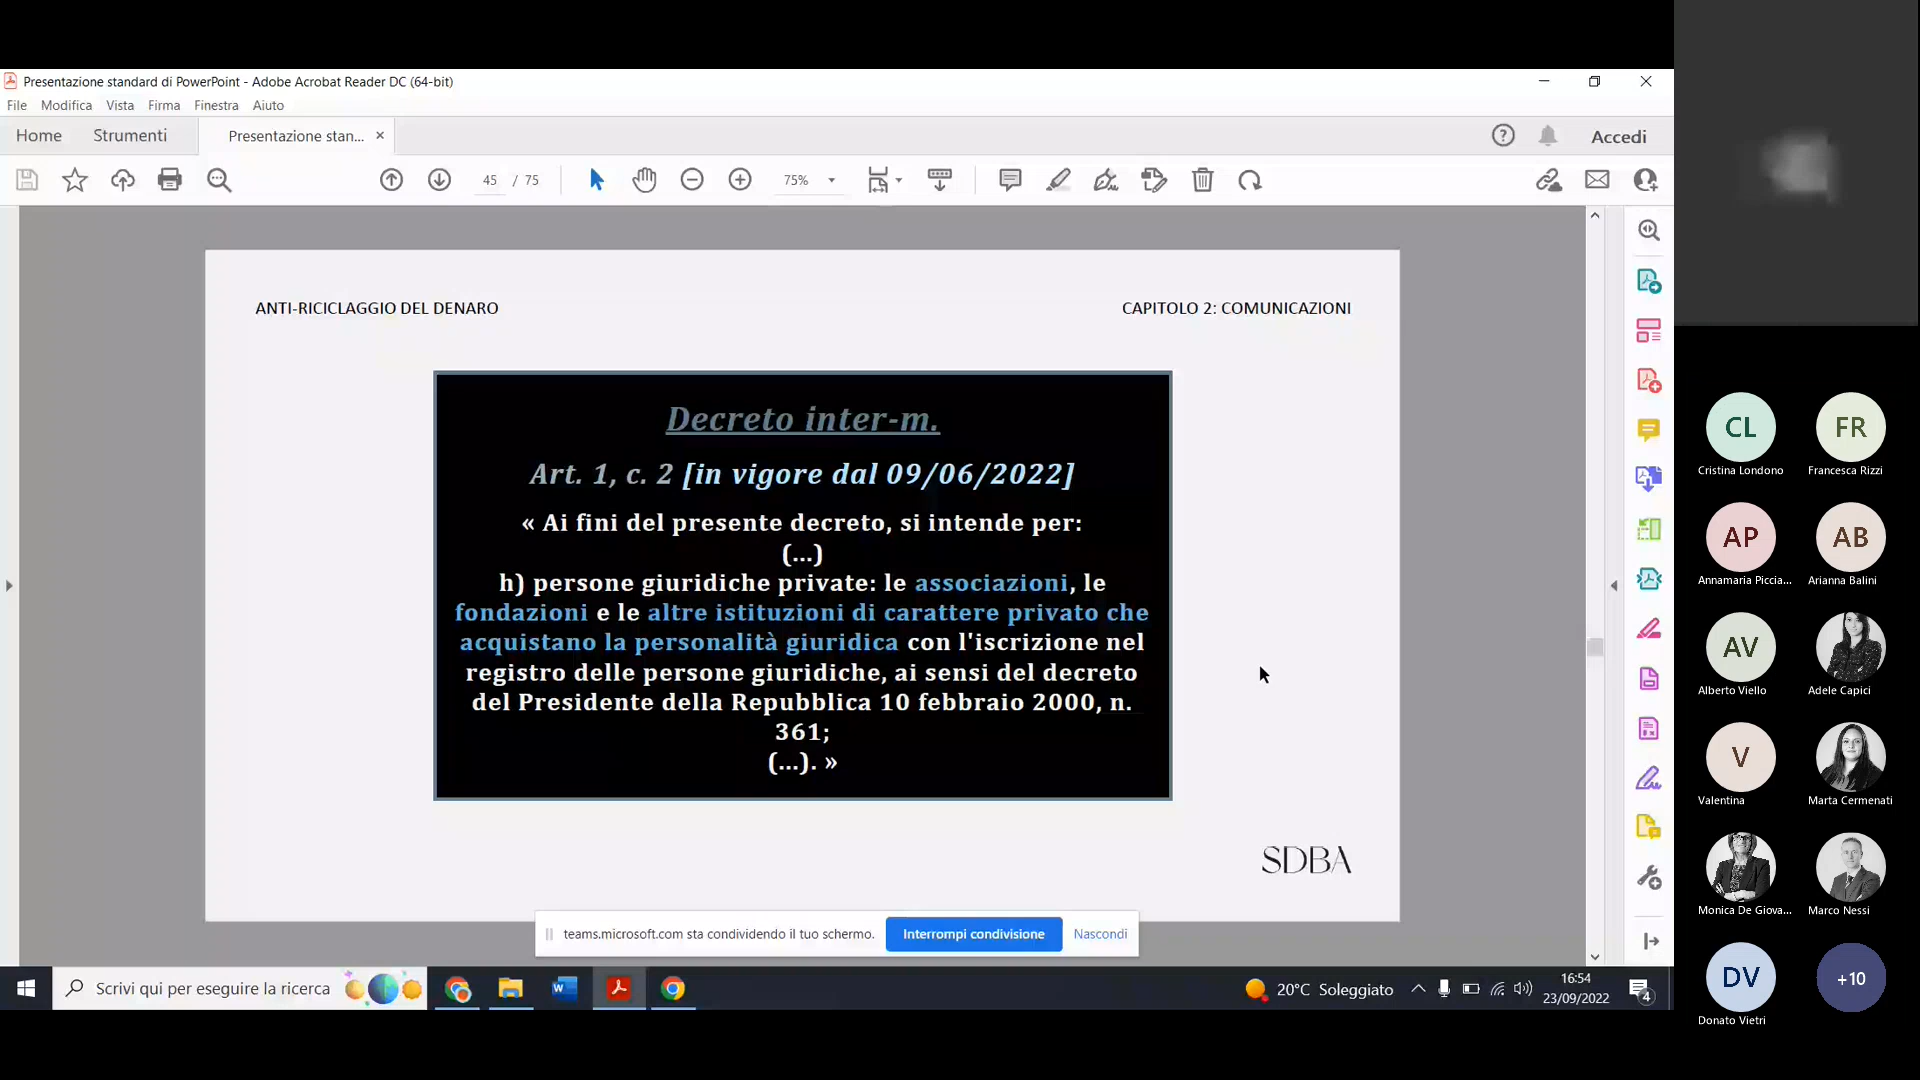 Presentazione standard di PowerPoint - Adobe Acrobat Reader DC (64-bit)
File Modifica Vista Firma Finestra Aiuto
Home Strumenti Presentazione stan... Accedi
45 / 75 75%
ANTI-RICICLAGGIO DEL DENARO
CAPITOLO 2: COMUNICAZIONI
Decreto inter-m.
Art. 1, c. 2 [in vigore dal 09/06/2022]
« Ai fini del presente decreto, si intende per:
(...)
h) persone giuridiche private: le associazioni, le
fondazioni e le altre istituzioni di carattere privato che
acquistano la personalità giuridica con l'iscrizione nel
registro delle persone giuridiche, ai sensi del decreto
del Presidente della Repubblica 10 febbraio 2000, n.
361;
(...). »
SDBA
teams.microsoft.com sta condividendo il tuo schermo. Interrompi condivisione Nascondi
Scrivi qui per eseguire la ricerca
20°C Soleggiato
16:54
23/09/2022
4
CL FR
Cristina Londono Francesca Rizzi
AP AB
Annamaria Piccia... Arianna Balini
AV
Alberto Viello Adele Capici
V
Valentina Marta Cermenati
Monica De Giova... Marco Nessi
DV +10
Donato Vietri